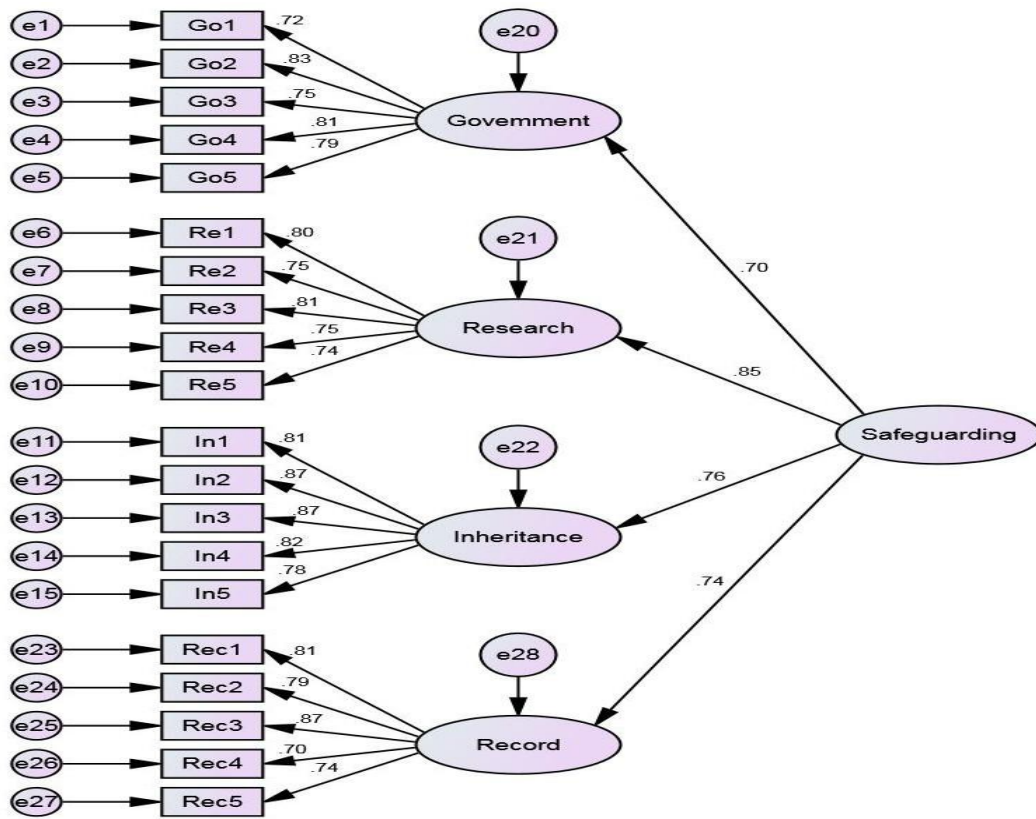 e1 Go1 .72 e20
e2 Go2 .83
e3 Go3 .75
Govemment
e4 Go4 .81
e5 Go5 .79
e6 Re1 .80 e21
e7 Re2 .75 .70
e8 Re3 .81
Research
e9 Re4 .75
e10 Re5 .74 .85
e11 In1 .81 e22 Safeguarding
e12 In2 .87 .76
e13 In3 .87
Inheritance
e14 In4 .82
e15 In5 .78 .74
e23 Rec1 .81 e28
e24 Rec2 .79
e25 Rec3 .87
Record
e26 Rec4 .70
e27 Rec5 .74